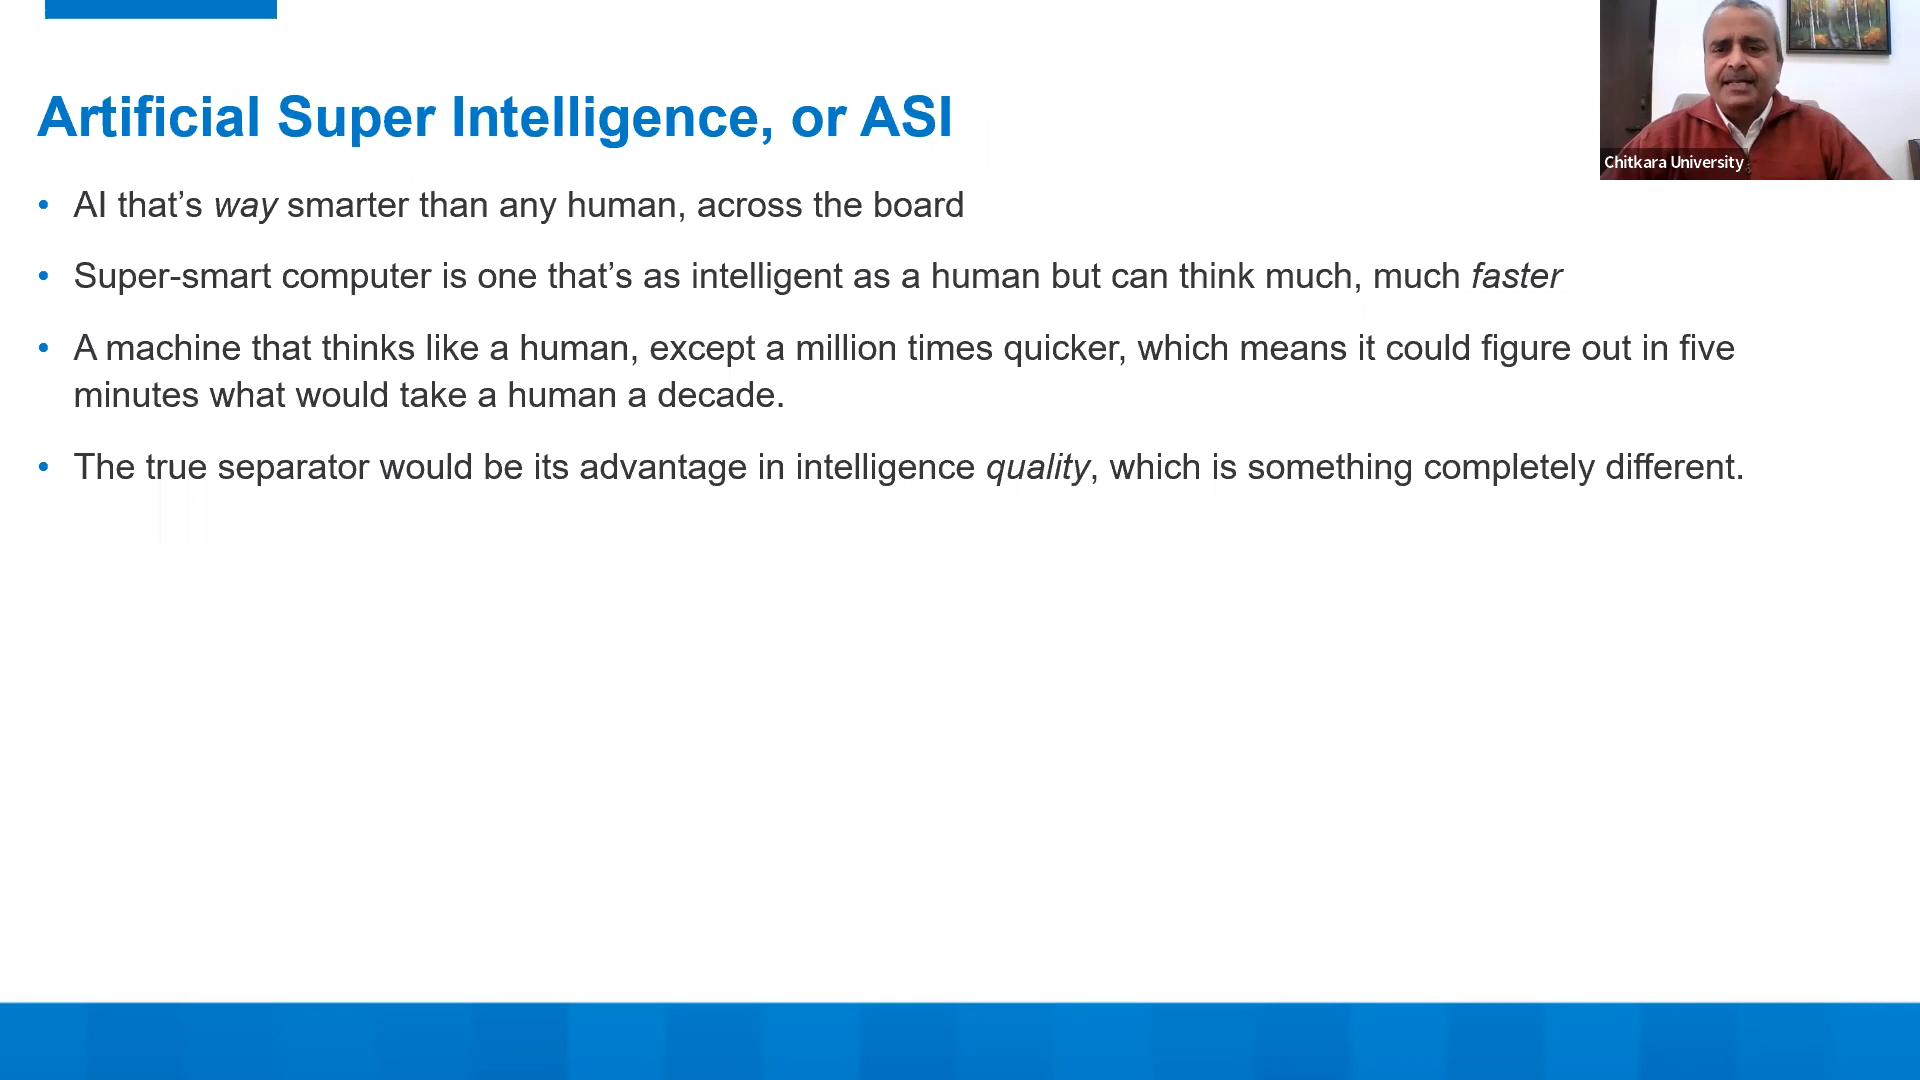 Artificial Super Intelligence, or ASI
• AI that’s way smarter than any human, across the board
• Super-smart computer is one that’s as intelligent as a human but can think much, much faster
• A machine that thinks like a human, except a million times quicker, which means it could figure out in five
minutes what would take a human a decade.
• The true separator would be its advantage in intelligence quality, which is something completely different.
Chitkara University